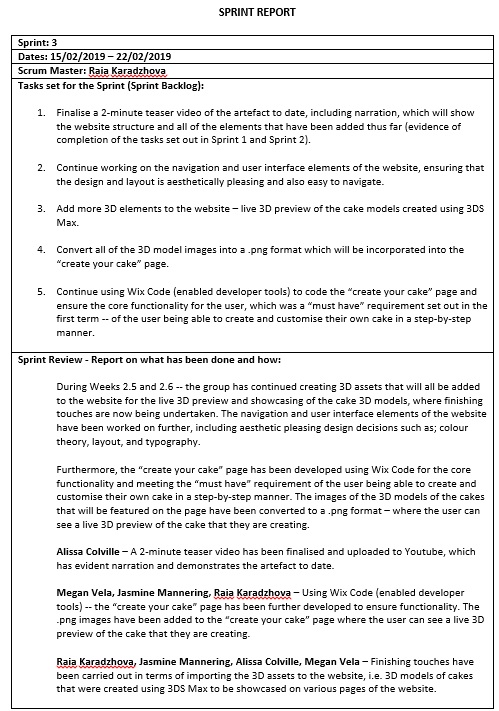 SPRINT REPORT
Sprint: 3
Dates: 15/02/2019 – 22/02/2019
Scrum Master: Raia Karadzhova
Tasks set for the Sprint (Sprint Backlog):
1. Finalise a 2-minute teaser video of the artefact to date, including narration, which will show
the website structure and all of the elements that have been added thus far (evidence of
completion of the tasks set out in Sprint 1 and Sprint 2).
2. Continue working on the navigation and user interface elements of the website, ensuring that
the design and layout is aesthetically pleasing and also easy to navigate.
3. Add more 3D elements to the website – live 3D preview of the cake models created using 3DS
Max.
4. Convert all of the 3D model images into a .png format which will be incorporated into the
“create your cake” page.
5. Continue using Wix Code (enabled developer tools) to code the “create your cake” page and
ensure the core functionality for the user, which was a “must have” requirement set out in the
first term -- of the user being able to create and customise their own cake in a step-by-step
manner.
Sprint Review - Report on what has been done and how:
During Weeks 2.5 and 2.6 -- the group has continued creating 3D assets that will all be added
to the website for the live 3D preview and showcasing of the cake 3D models, where finishing
touches are now being undertaken. The navigation and user interface elements of the website
have been worked on further, including aesthetic pleasing design decisions such as; colour
theory, layout, and typography.
Furthermore, the “create your cake” page has been developed using Wix Code for the core
functionality and meeting the “must have” requirement of the user being able to create and
customise their own cake in a step-by-step manner. The images of the 3D models of the cakes
that will be featured on the page have been converted to a .png format – where the user can
see a live 3D preview of the cake that they are creating.
Alissa Colville – A 2-minute teaser video has been finalised and uploaded to Youtube, which
has evident narration and demonstrates the artefact to date.
Megan Vela, Jasmine Mannering, Raia Karadzhova – Using Wix Code (enabled developer
tools) -- the “create your cake” page has been further developed to ensure functionality. The
.png images have been added to the “create your cake” page where the user can see a live 3D
preview of the cake that they are creating.
Raia Karadzhova, Jasmine Mannering, Alissa Colville, Megan Vela – Finishing touches have
been carried out in terms of importing the 3D assets to the website, i.e. 3D models of cakes
that were created using 3DS Max to be showcased on various pages of the website.